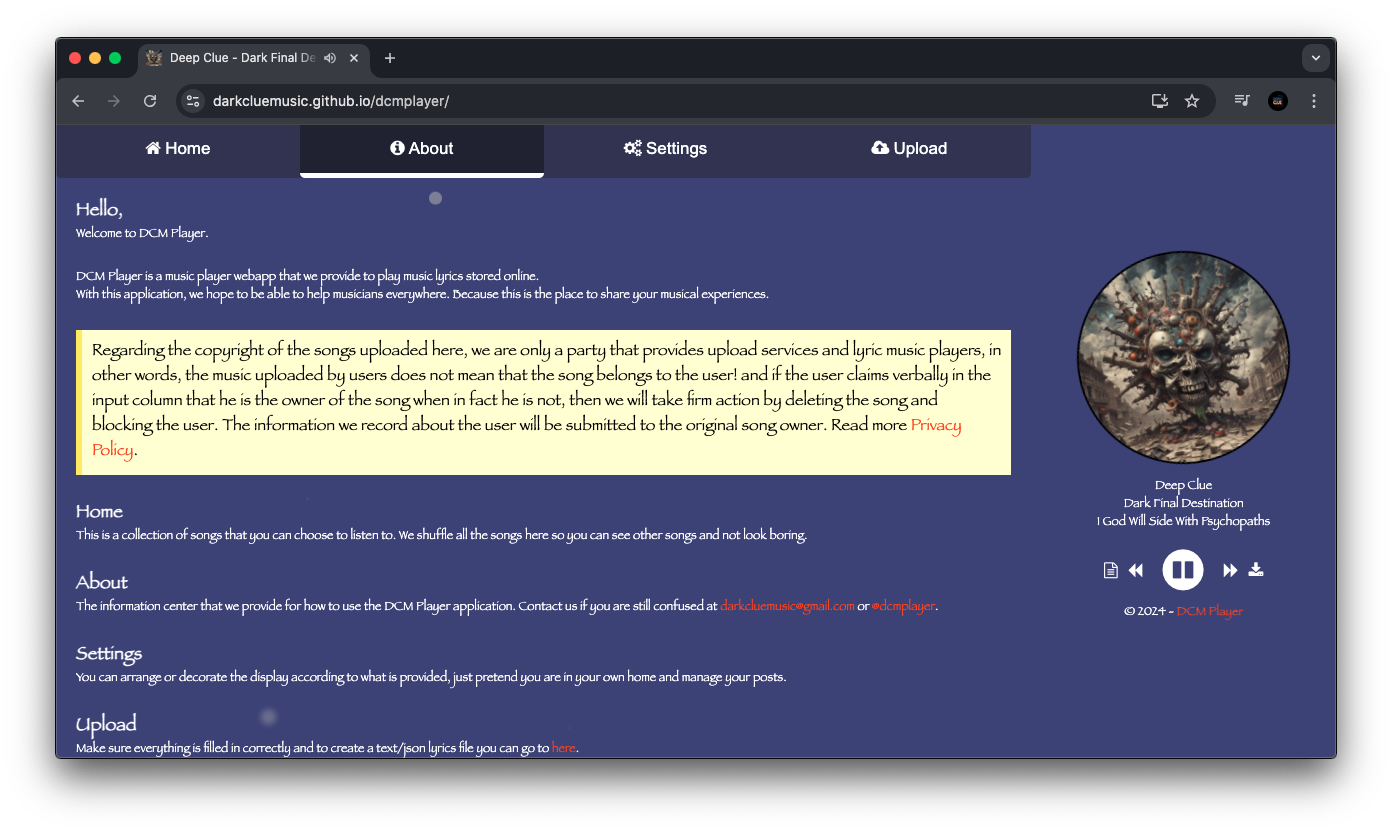 Deep Clue - Dark Final De
darkcluemusic.github.io/dcmplayer/
Home
About
Settings
Upload
Hello,
Welcome to DCM Player.
DCM Player is a music player webapp that we provide to play music lyrics stored online.
With this application, we hope to be able to help musicians everywhere. Because this is the place to share your musical experiences.
Regarding the copyright of the songs uploaded here, we are only a party that provides upload services and lyric music players, in
other words, the music uploaded by users does not mean that the song belongs to the user! and if the user claims verbally in the
input column that he is the owner of the song when in fact he is not, then we will take firm action by deleting the song and
blocking the user. The information we record about the user will be submitted to the original song owner. Read more Privacy
Policy.
Home
This is a collection of songs that you can choose to listen to. We shuffle all the songs here so you can see other songs and not look boring.
About
The information center that we provide for how to use the DCM Player application. Contact us if you are still confused at darkcluemusic@gmail.com or @dcmplayer.
Settings
You can arrange or decorate the display according to what is provided, just pretend you are in your own home and manage your posts.
Upload
Make sure everything is filled in correctly and to create a text/json lyrics file you can go to here.
Deep Clue
Dark Final Destination
I God Will Side With Psychopaths
© 2024 - DCM Player